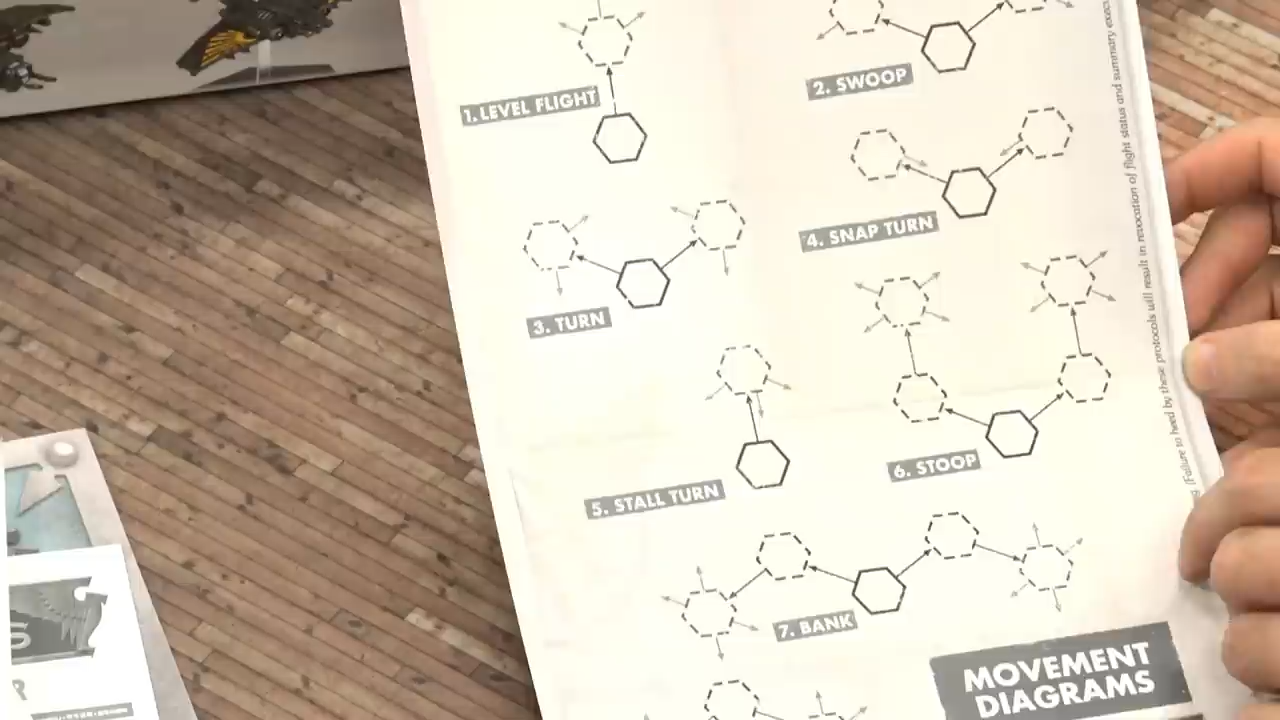 1. LEVEL FLIGHT
2. SWOOP
3. TURN
4. SNAP TURN
5. STALL TURN
6. STOOP
7. BANK
MOVEMENT
DIAGRAMS
(Failure to heed by these protocols will result in revocation of flight status and summary
S
R